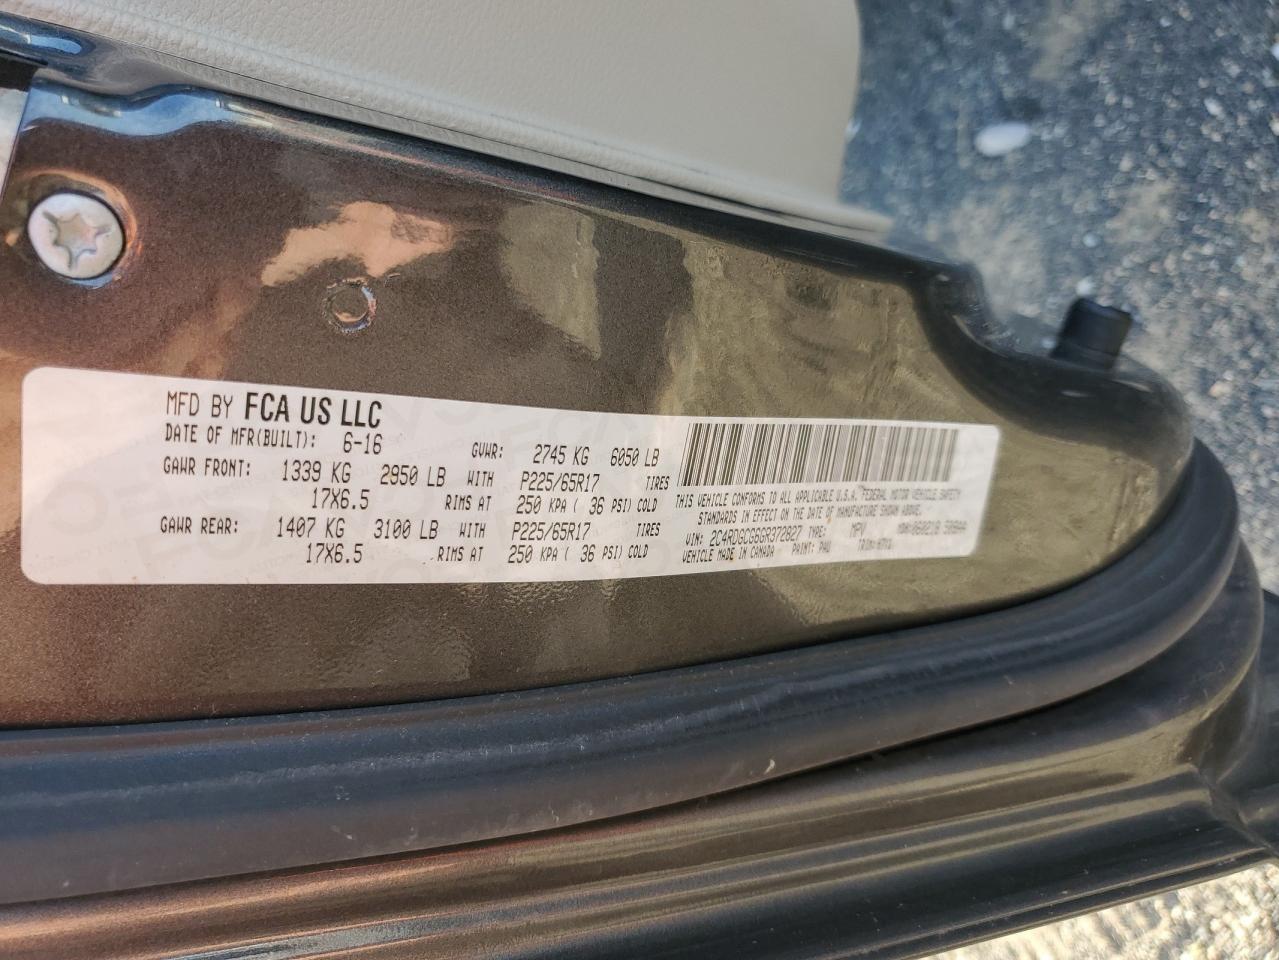 MFD BY FCA US LLC
DATE OF MFR(BUILT): 6-16 GVWR: 2745 KG 6050 LB
GAWR FRONT: 1339 KG 2950 LB WITH P225/65R17 TIRES
17X6.5 RIMS AT 250 KPA ( 36 PSI) COLD
GAWR REAR: 1407 KG 3100 LB WITH P225/65R17 TIRES
17X6.5 RIMS AT 250 KPA ( 36 PSI) COLD
THIS VEHICLE CONFORMS TO ALL APPLICABLE U.S.A. FEDERAL MOTOR VEHICLE SAFETY
STANDARDS IN EFFECT ON THE DATE OF MANUFACTURE SHOWN ABOVE.
VIN: 2C4RDGCG6GR372827 TYPE: MPV MDH:
VEHICLE MADE IN CANADA PAINT: PAU TRIM: